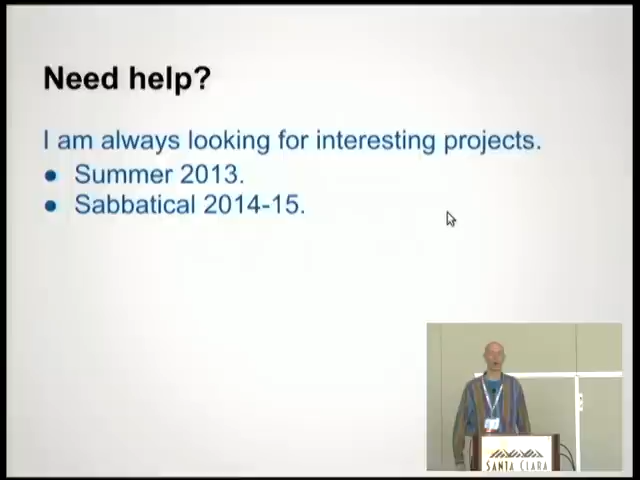 Need help?
I am always looking for interesting projects.
● Summer 2013.
● Sabbatical 2014-15.
SANTA CLARA